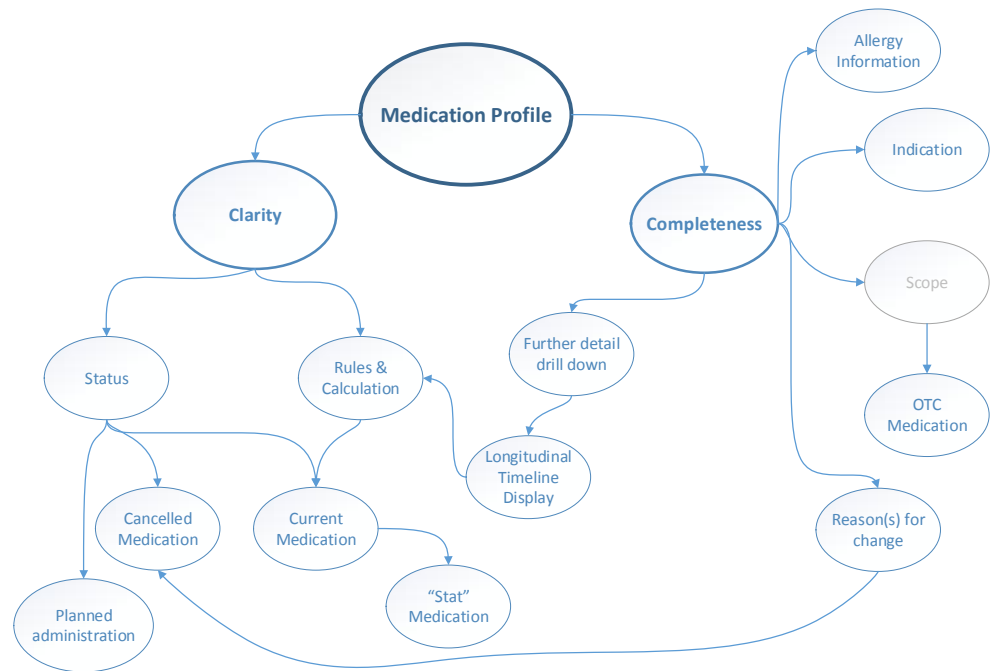 Medication Profile
Clarity
Completeness
Allergy
Information
Indication
Scope
OTC
Medication
Status
Rules &
Calculation
Further detail
drill down
Longitudinal
Timeline
Display
Cancelled
Medication
Current
Medication
Reason(s) for
change
“Stat”
Medication
Planned
administration